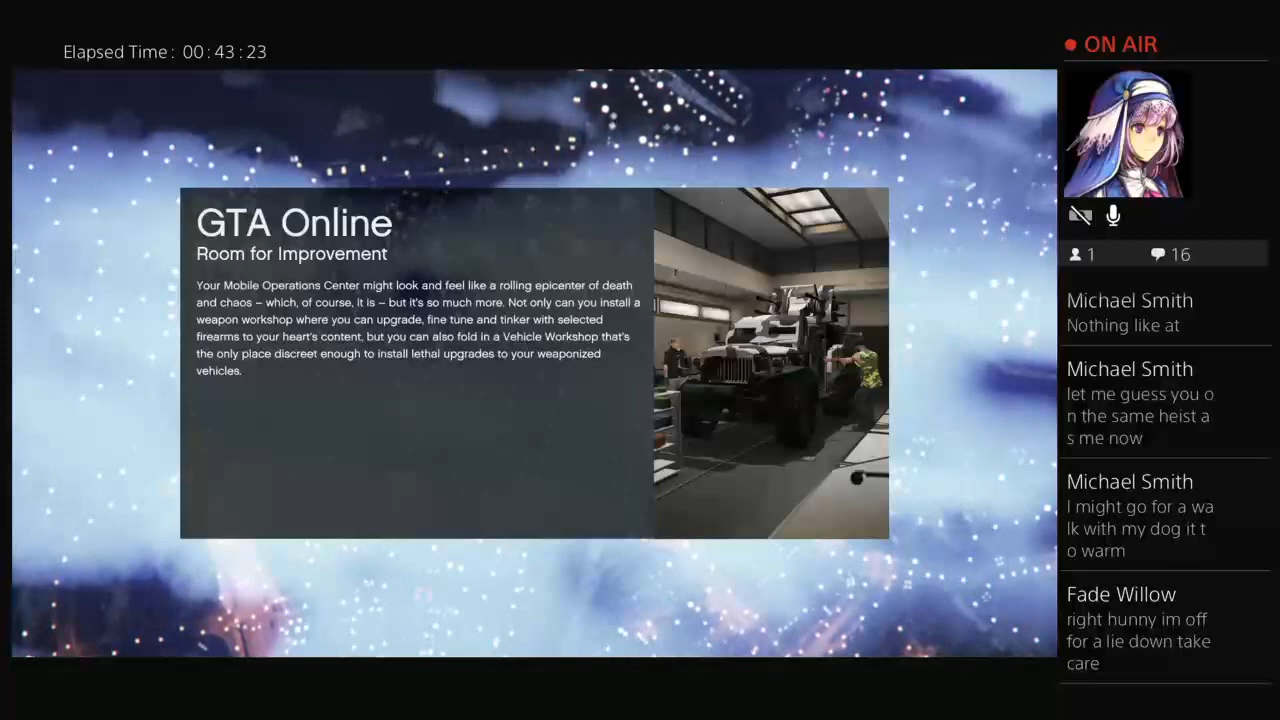 Elapsed Time: 00:43:23
ON AIR
GTA Online
Room for Improvement
Your Mobile Operations Center might look and feel like a rolling epicenter of death
and chaos – which, of course, it is – but it's so much more. Not only can you install a
weapon workshop where you can upgrade, fine tune and tinker with selected
firearms to your heart's content, but you can also fold in a Vehicle Workshop that's
the only place discreet enough to install lethal upgrades to your weaponized
vehicles.
1
16
Michael Smith
Nothing like at
Michael Smith
let me guess you o
n the same heist a
s me now
Michael Smith
I might go for a wa
lk with my dog it t
o warm
Fade Willow
right hunny im off
for a lie down take
care